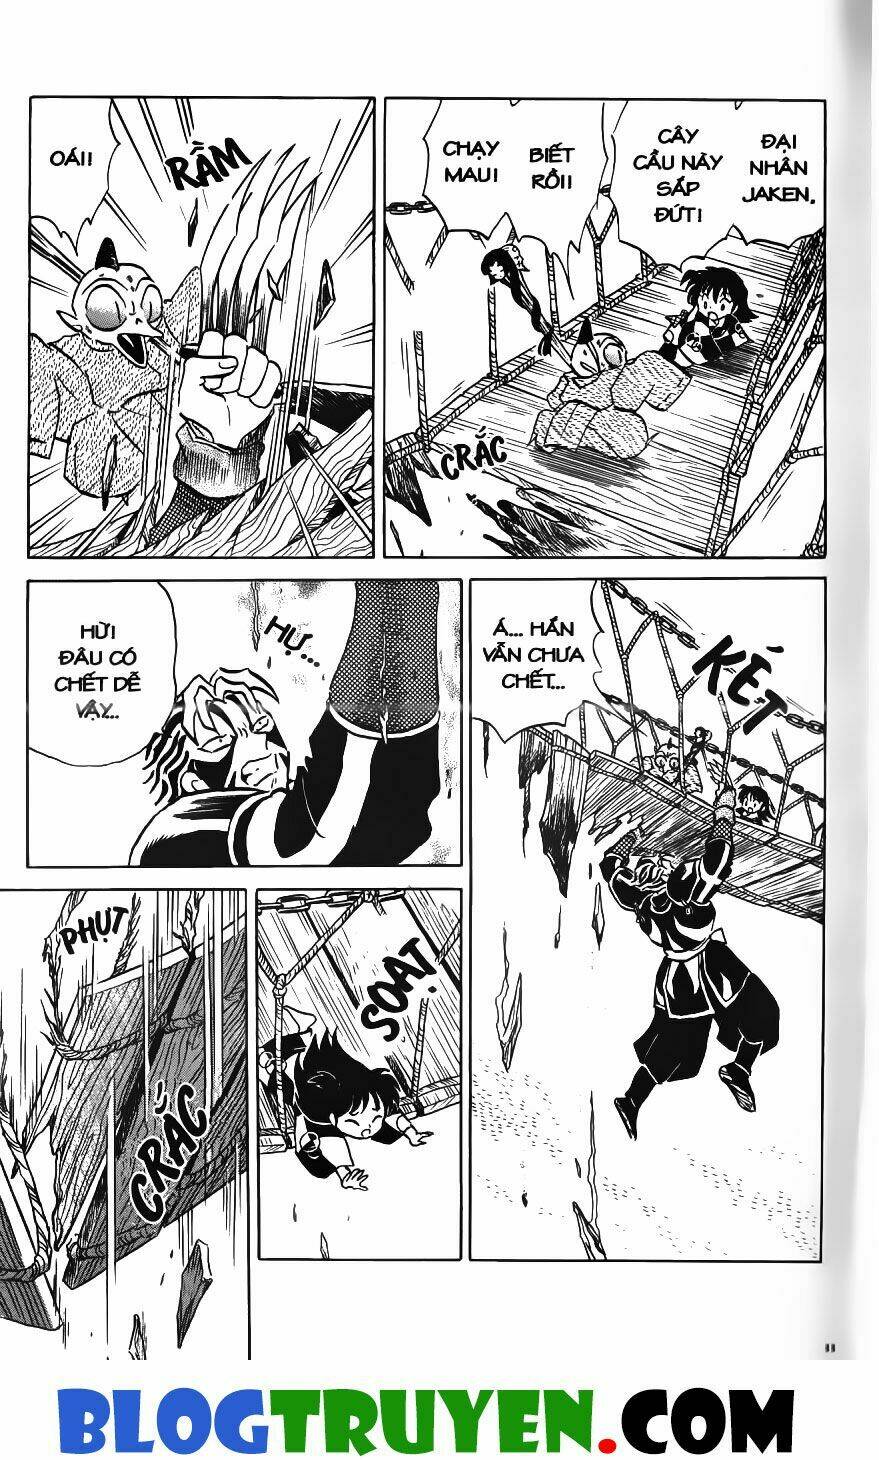 ĐẠI
NHÂN
JAKEN.
CÂY
CẦU NÀY
SẮP
ĐỨT!
BIẾT
RỒI!
CHẠY
MAU!
CRẮC
OÁI!
RẦM
Á... HẮN
VẪN CHƯA
CHẾT...
KÉT
HỪ!
ĐÂU CÓ
CHẾT DỄ
VẬY...
HỰ...
SOẠT
PHỰT
CRẮC
11
BLOGTRUYEN.COM